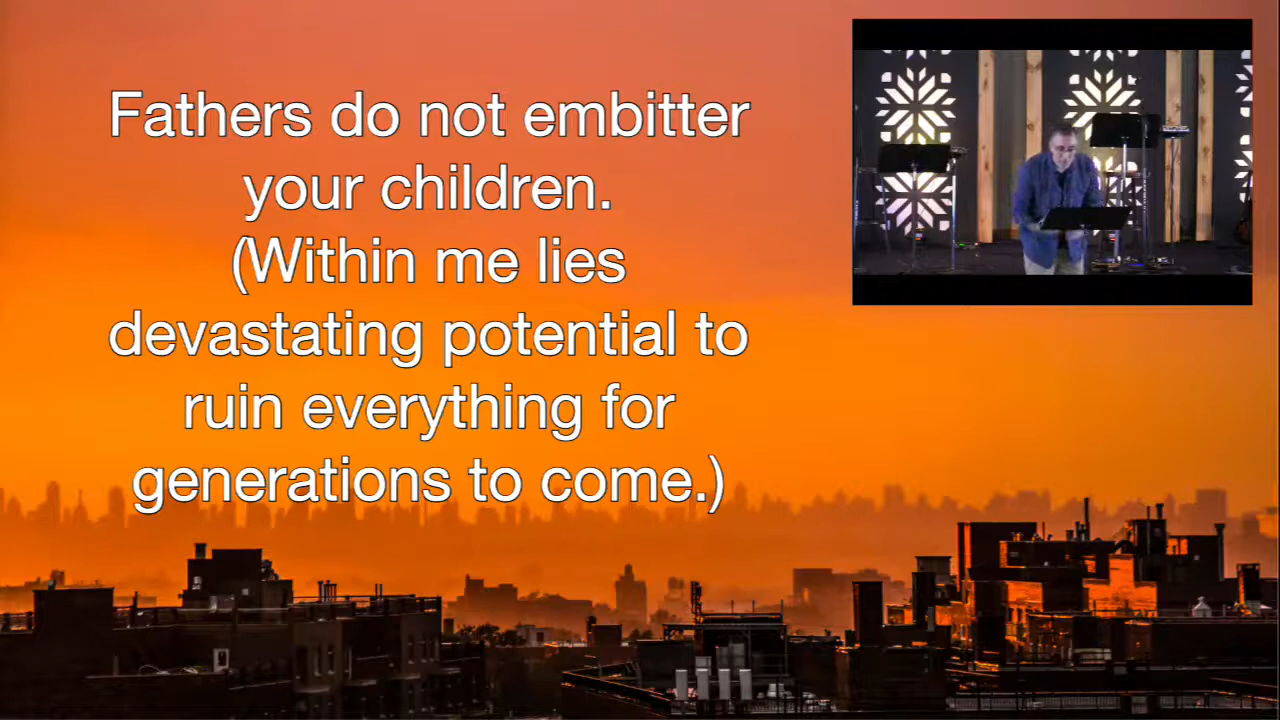 Fathers do not embitter
your children.
(Within me lies
devastating potential to
ruin everything for
generations to come.)